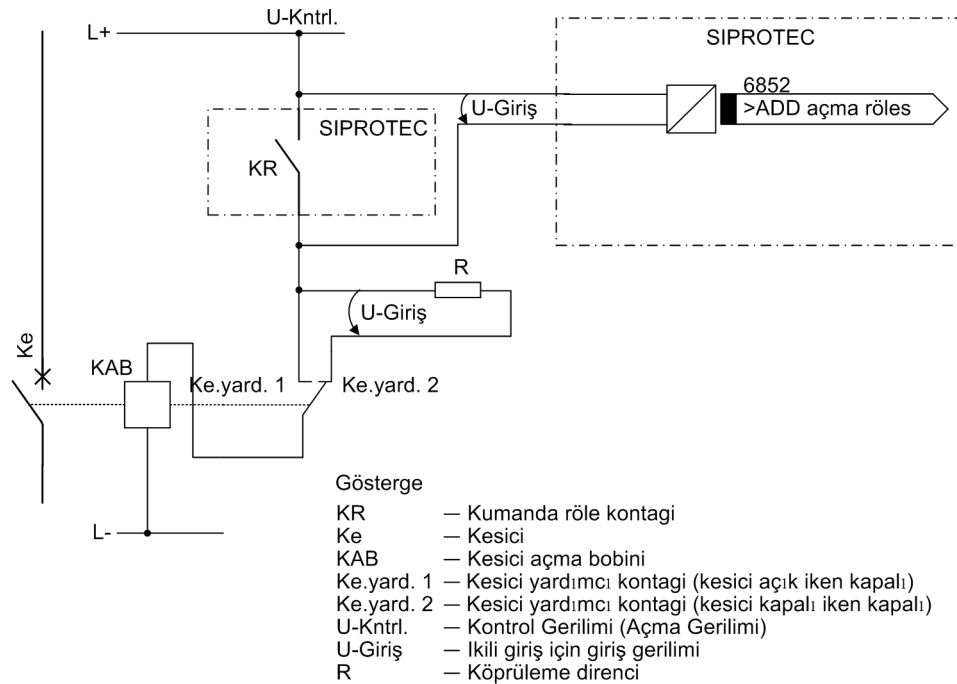 U-Kntrl.
L+
SIPROTEC
6852
>ADD açma röles
U-Giriş
SIPROTEC
KR
R
U-Giriş
Ke
KAB
Ke.yard. 1
Ke.yard. 2
L-
Gösterge
KR — Kumanda röle kontagi
Ke — Kesici
KAB — Kesici açma bobini
Ke.yard. 1 — Kesici yardımcı kontagi (kesici açık iken kapalı)
Ke.yard. 2 — Kesici yardımcı kontagi (kesici kapalı iken kapalı)
U-Kntrl. — Kontrol Gerilimi (Açma Gerilimi)
U-Giriş — Ikili giriş için giriş gerilimi
R — Köprüleme direnci